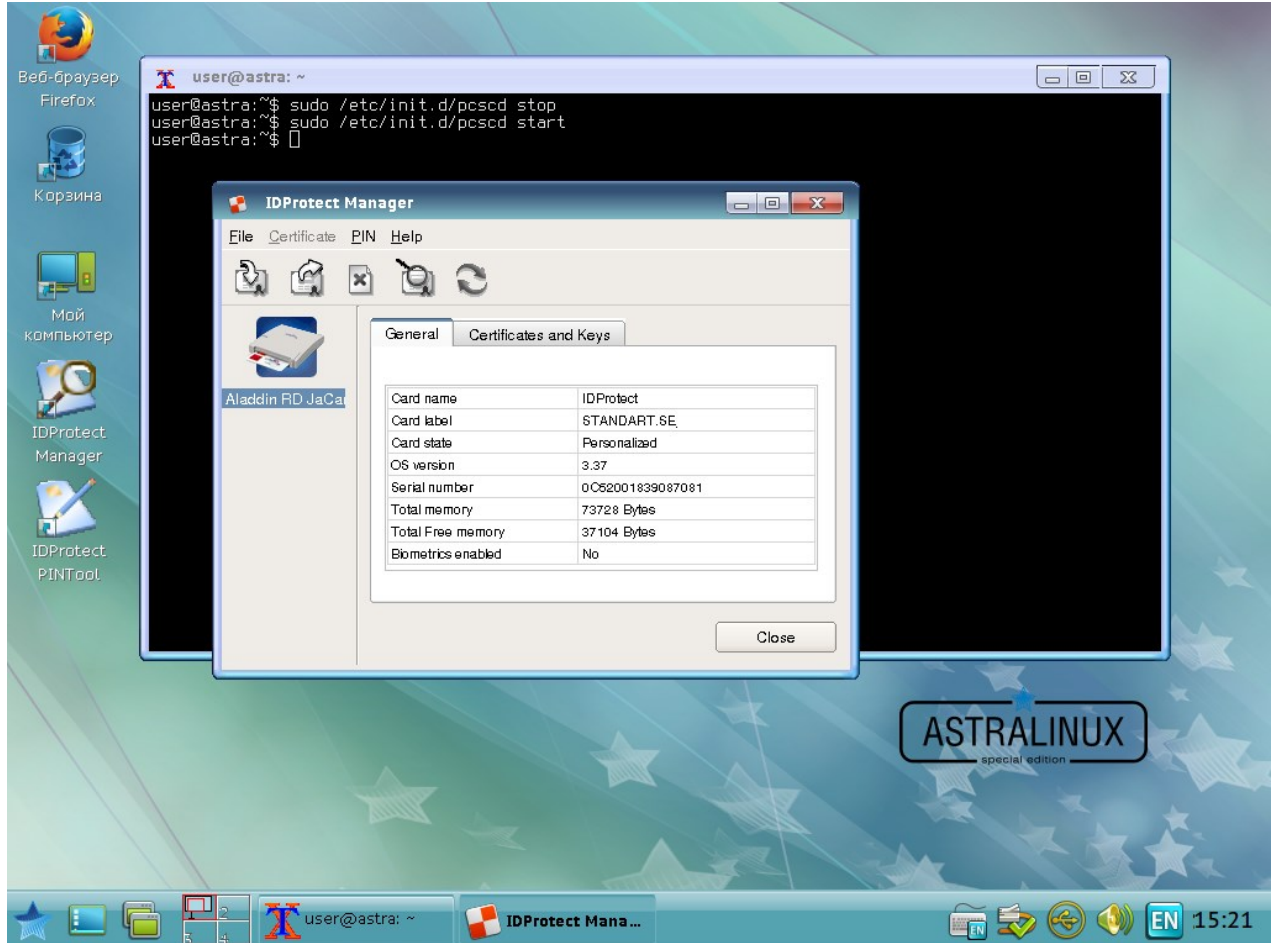 Веб-браузер
Firefox
Корзина
Мой
компьютер
IDProtect
Manager
IDProtect
PINTool
user@astra: ~
user@astra:~$ sudo /etc/init.d/pcscd stop
user@astra:~$ sudo /etc/init.d/pcscd start
user@astra:~$
IDProtect Manager
File Certificate PIN Help
Aladdin RD JaCar
General Certificates and Keys
Card name IDProtect
Card label STANDART.SE
Card state Personalized
OS version 3.37
Serial number 0C52001839087081
Total memory 73728 Bytes
Total Free memory 37104 Bytes
Biometrics enabled No
Close
ASTRALINUX
special edition
2
user@astra: ~
IDProtect Mana...
EN
EN
15:21